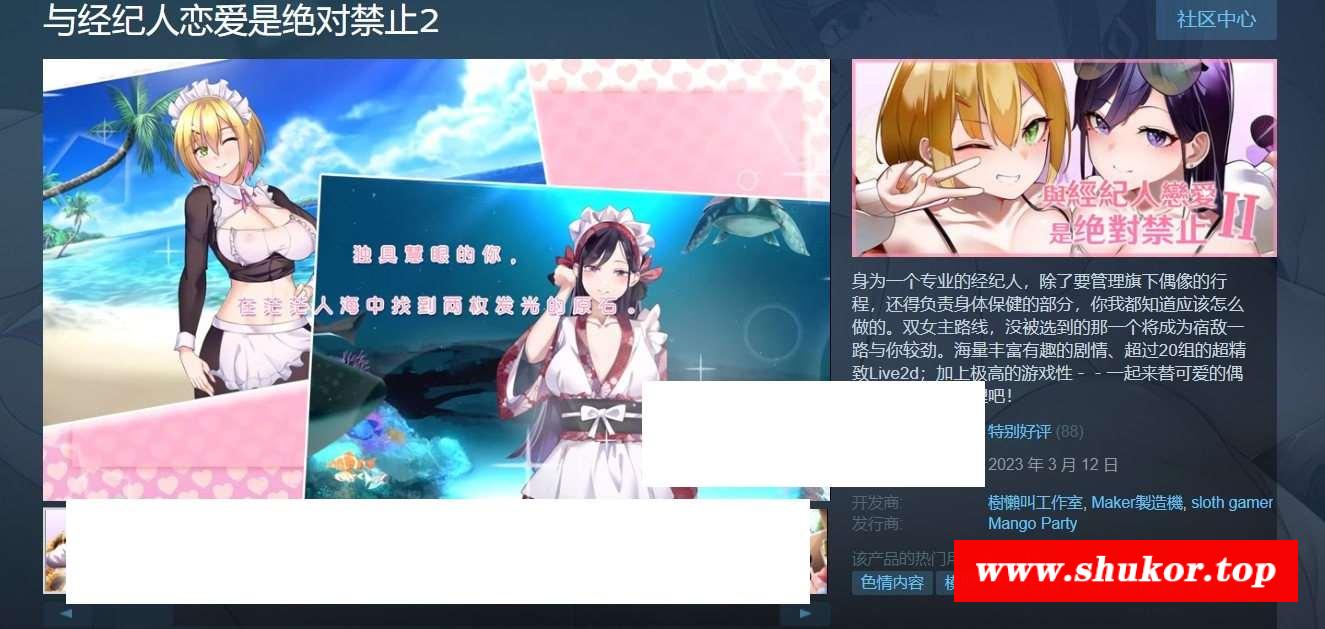 与经纪人恋爱是绝对禁止2
社区中心
独具慧眼的你，
在茫茫人海中找到两枚发光的原石。
與經紀人戀愛
是绝對禁止II
身为一个专业的经纪人，除了要管理旗下偶像的行
程，还得负责身体保健的部分，你我都知道应该怎么
做的。双女主路线，没被选到的那一个将成为宿敌一
路与你较劲。海量丰富有趣的剧情、超过20组的超精
致Live2d；加上极高的游戏性 - - 一起来替可爱的偶
吧！
特别好评 (88)
2023 年 3 月 12 日
开发商:
樹懶叫工作室, Maker製造機, sloth gamer
发行商:
Mango Party
该产品的热门
www.shukor.top
色情内容